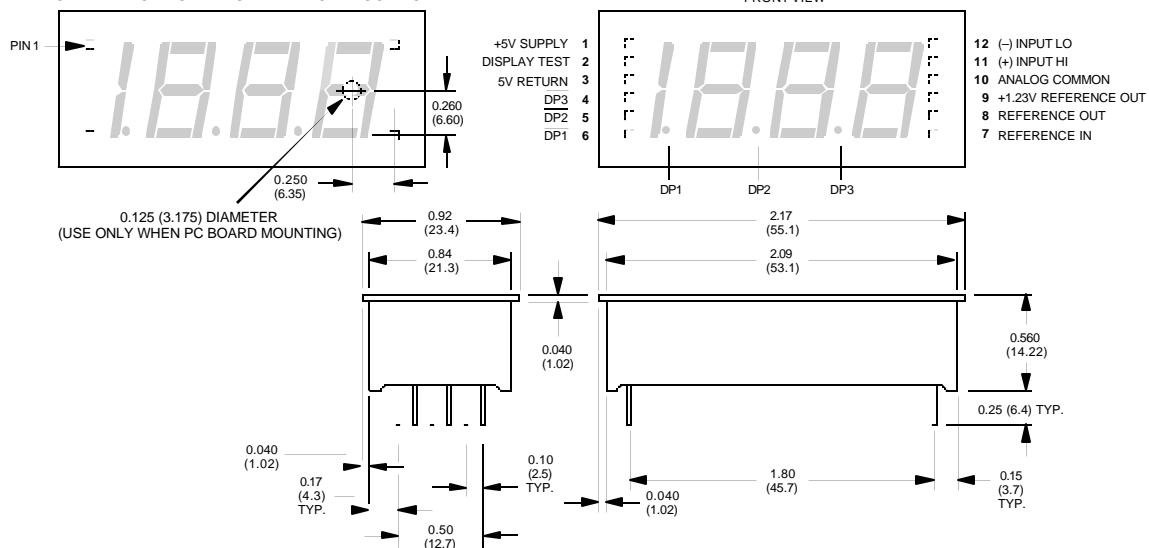 FRONT VIEW
PIN 1
0.260
(6.60)
0.250
(6.35)
0.125 (3.175) DIAMETER
(USE ONLY WHEN PC BOARD MOUNTING)
+5V SUPPLY 1
DISPLAY TEST 2
5V RETURN 3
DP3 4
DP2 5
DP1 6
12 (–) INPUT LO
11 (+) INPUT HI
10 ANALOG COMMON
9 +1.23V REFERENCE OUT
8 REFERENCE OUT
7 REFERENCE IN
DP1 DP2 DP3
0.92
(23.4)
0.84
(21.3)
2.17
(55.1)
2.09
(53.1)
0.040
(1.02)
0.560
(14.22)
0.25 (6.4) TYP.
0.040
(1.02)
0.17
(4.3)
TYP.
0.10
(2.5)
TYP.
0.50
(12.7)
0.040
(1.02)
1.80
(45.7)
0.15
(3.7)
TYP.